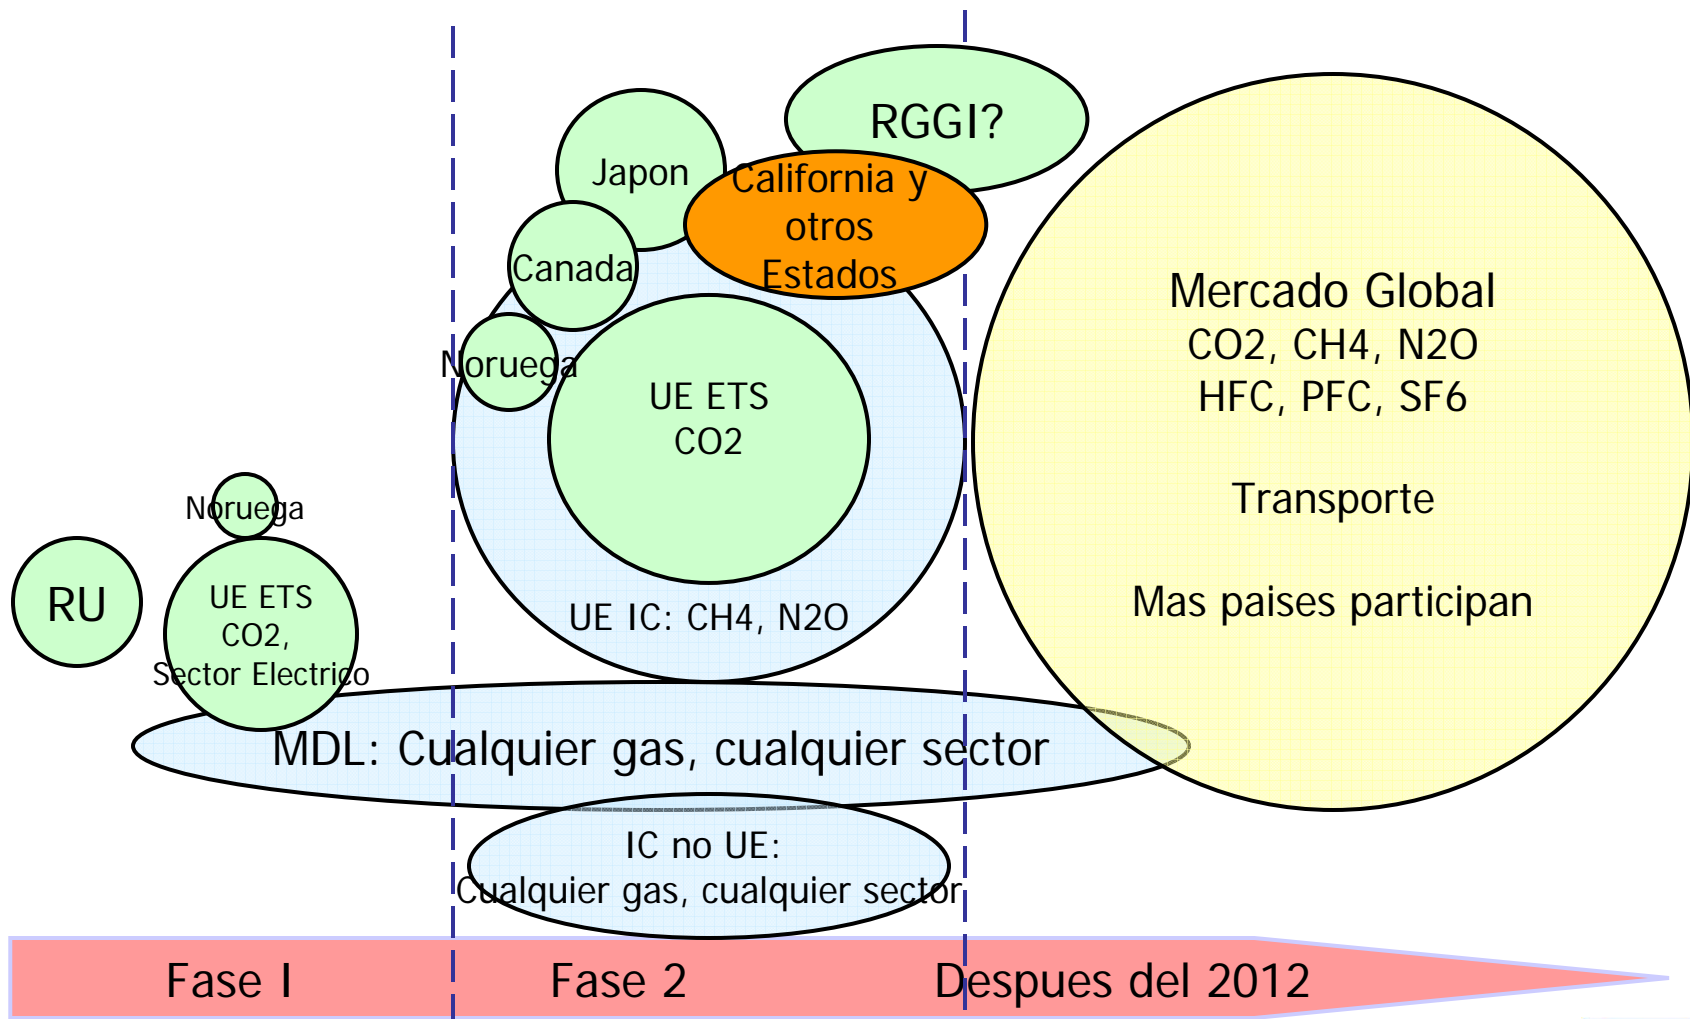 RGGI?
Japon
California y
otros
Estados
Canada
Noruega
UE ETS
CO2
UE IC: CH4, N2O
Mercado Global
CO2, CH4, N2O
HFC, PFC, SF6
Transporte
Mas paises participan
Noruega
RU
UE ETS
CO2,
Sector Electrico
MDL: Cualquier gas, cualquier sector
IC no UE:
Cualquier gas, cualquier sector
Fase I
Fase 2
Despues del 2012